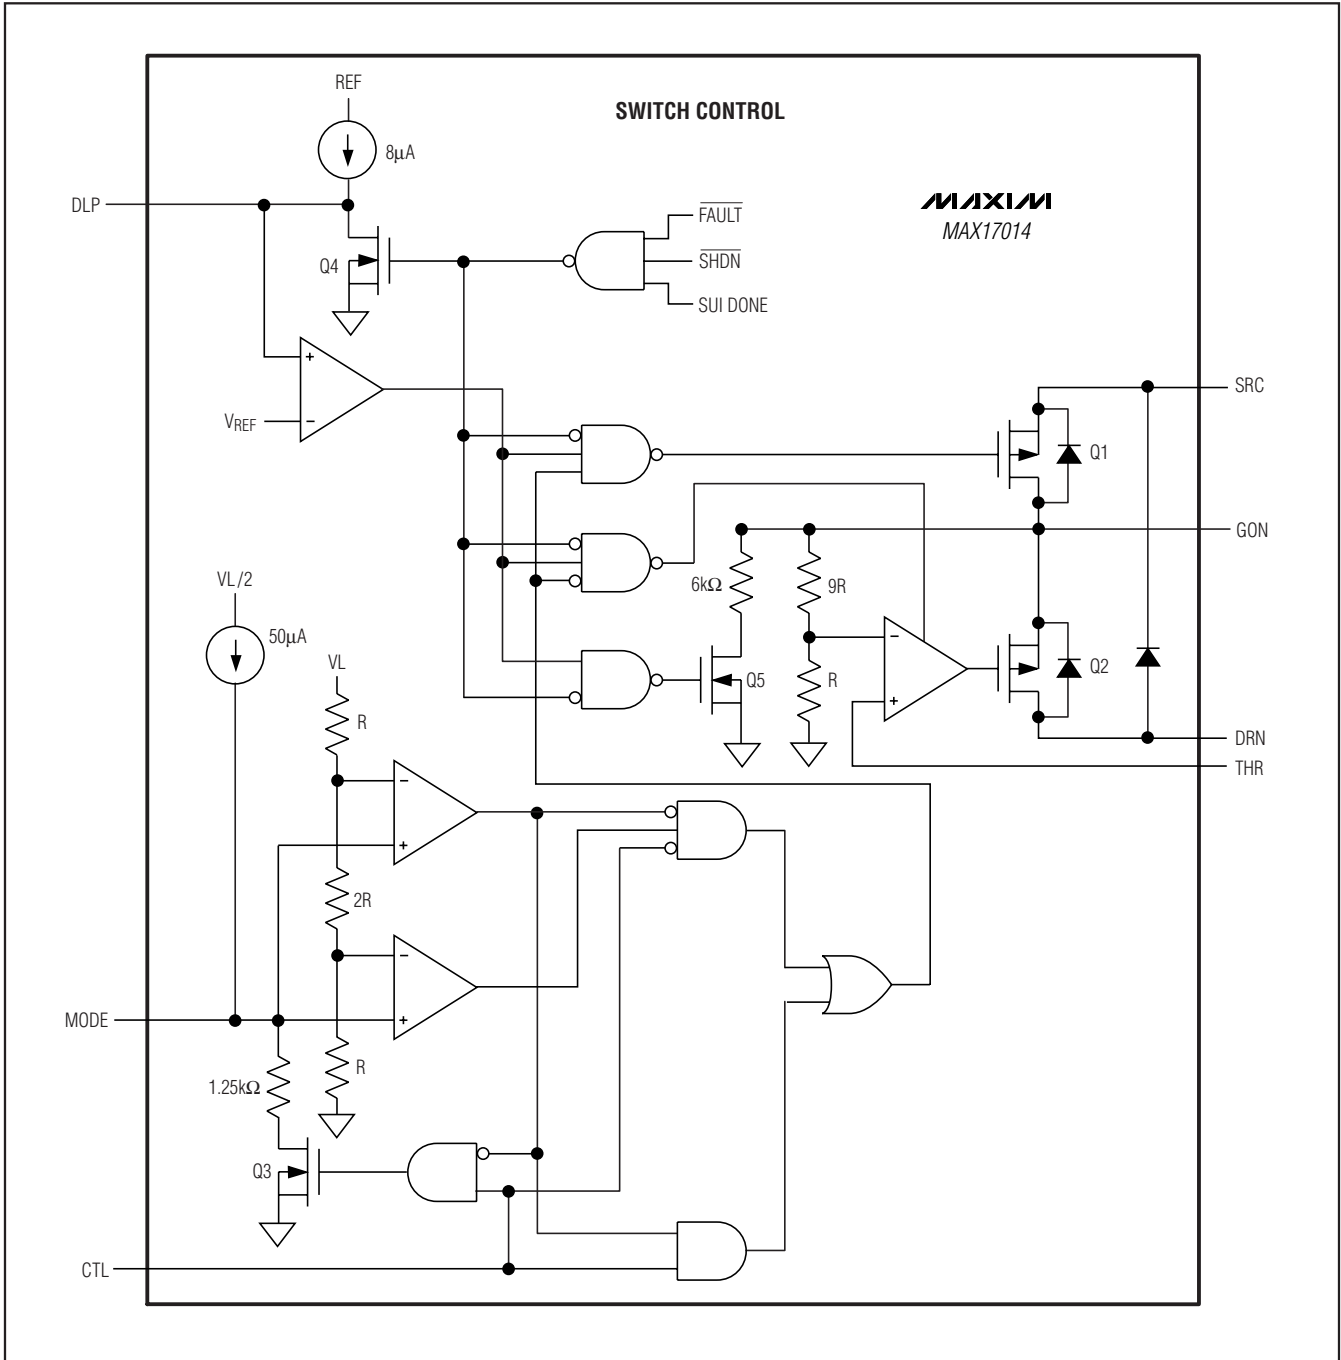 SWITCH CONTROL
REF
8µA
DLP
MAXIM
MAX17014
FAULT
SHDN
SUI DONE
Q4
+
VREF
−
SRC
Q1
GON
6kΩ
9R
VL/2
50µA
VL
R
Q5
R
−
+
Q2
DRN
THR
−
+
2R
−
+
MODE
1.25kΩ
R
Q3
CTL